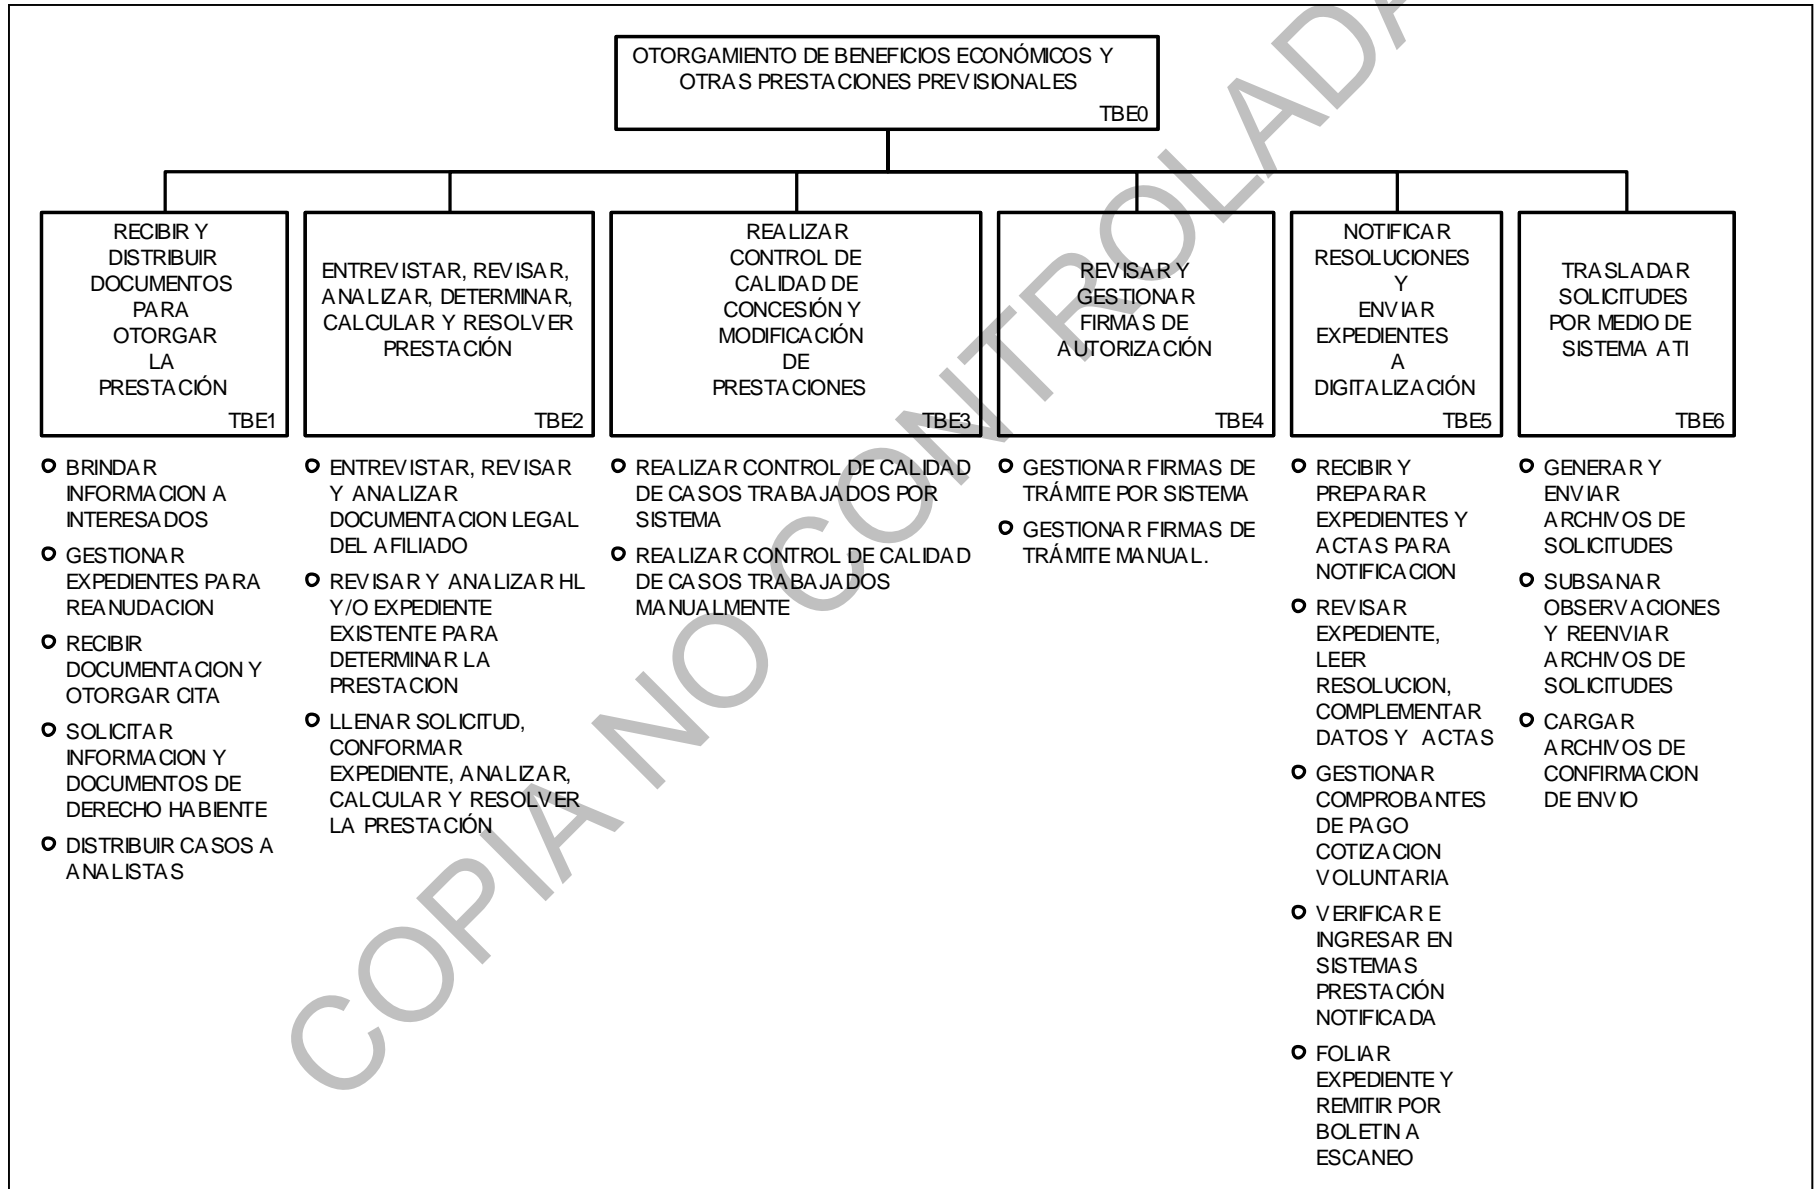 OTORGAMIENTO DE BENEFICIOS ECONÓMICOS Y
OTRAS PRESTACIONES PREVISIONALES
TBE0
RECIBIR Y
DISTRIBUIR
DOCUMENTOS
PARA
OTORGAR
LA
PRESTACIÓN
TBE1
BRINDAR
INFORMACION A
INTERESADOS
GESTIONAR
EXPEDIENTES PARA
REANUDACION
RECIBIR
DOCUMENTACION Y
OTORGAR CITA
SOLICITAR
INFORMACION Y
DOCUMENTOS DE
DERECHO HABIENTE
DISTRIBUIR CASOS A
ANALISTAS
ENTREVISTAR, REVISAR,
ANALIZAR, DETERMINAR,
CALCULAR Y RESOLVER
PRESTACIÓN
TBE2
ENTREVISTAR, REVISAR
Y ANALIZAR
DOCUMENTACION LEGAL
DEL AFILIADO
REVISAR Y ANALIZAR HL
Y/O EXPEDIENTE
EXISTENTE PARA
DETERMINAR LA
PRESTACION
LLENAR SOLICITUD,
CONFORMAR
EXPEDIENTE, ANALIZAR,
CALCULAR Y RESOLVER
LA PRESTACIÓN
REALIZAR
CONTROL DE
CALIDAD DE
CONCESIÓN Y
MODIFICACIÓN
DE
PRESTACIONES
TBE3
REALIZAR CONTROL DE CALIDAD
DE CASOS TRABAJADOS POR
SISTEMA
REALIZAR CONTROL DE CALIDAD
DE CASOS TRABAJADOS
MANUALMENTE
REVISAR Y
GESTIONAR
FIRMAS DE
AUTORIZACIÓN
TBE4
GESTIONAR FIRMAS DE
TRÁMITE POR SISTEMA
GESTIONAR FIRMAS DE
TRÁMITE MANUAL.
NOTIFICAR
RESOLUCIONES
Y
ENVIAR
EXPEDIENTES
A
DIGITALIZACIÓN
TBE5
RECIBIR Y
PREPARAR
EXPEDIENTES Y
ACTAS PARA
NOTIFICACION
REVISAR
EXPEDIENTE,
LEER
RESOLUCION,
COMPLEMENTAR
DATOS Y ACTAS
GESTIONAR
COMPROBANTES
DE PAGO
COTIZACION
VOLUNTARIA
VERIFICAR E
INGRESAR EN
SISTEMAS
PRESTACIÓN
NOTIFICADA
FOLIAR
EXPEDIENTE Y
REMITIR POR
BOLETIN A
ESCANEO
TRASLADAR
SOLICITUDES
POR MEDIO DE
SISTEMA ATI
TBE6
GENERAR Y
ENVIAR
ARCHIVOS DE
SOLICITUDES
SUBSANAR
OBSERVACIONES
Y REENVIAR
ARCHIVOS DE
SOLICITUDES
CARGAR
ARCHIVOS DE
CONFIRMACION
DE ENVIO
COPIA NO CONTROLADA